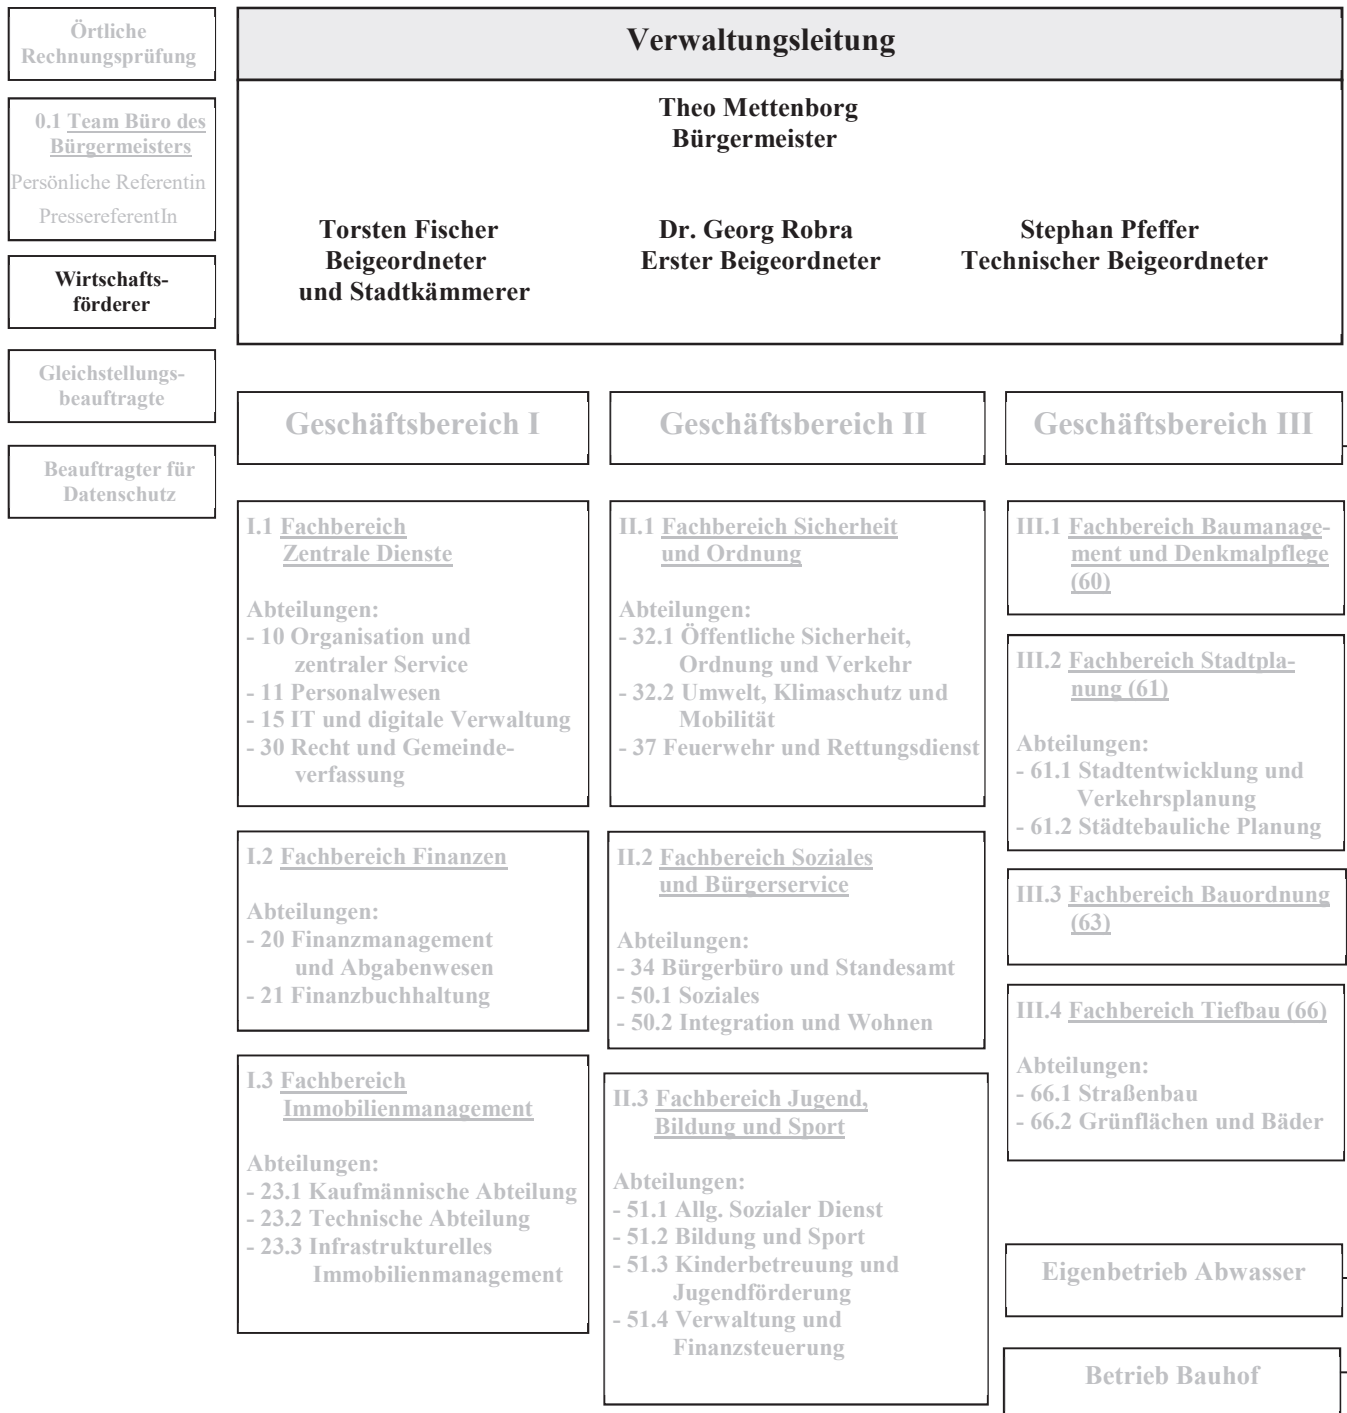 Örtliche
Rechnungsprüfung
0.1 Team Büro des
Bürgermeisters
Persönliche Referentin
PressereferentIn
Wirtschafts-
förderer
Gleichstellungs-
beauftragte
Beauftragter für
Datenschutz
Verwaltungsleitung
Theo Mettenborg
Bürgermeister
Torsten Fischer
Beigeordneter
und Stadtkämmerer
Dr. Georg Robra
Erster Beigeordneter
Stephan Pfeffer
Technischer Beigeordneter
Geschäftsbereich I
I.1 Fachbereich
Zentrale Dienste
Abteilungen:
- 10 Organisation und
zentraler Service
- 11 Personalwesen
- 15 IT und digitale Verwaltung
- 30 Recht und Gemeinde-
verfassung
I.2 Fachbereich Finanzen
Abteilungen:
- 20 Finanzmanagement
und Abgabenwesen
- 21 Finanzbuchhaltung
I.3 Fachbereich
Immobilienmanagement
Abteilungen:
- 23.1 Kaufmännische Abteilung
- 23.2 Technische Abteilung
- 23.3 Infrastrukturelles
Immobilienmanagement
Geschäftsbereich II
II.1 Fachbereich Sicherheit
und Ordnung
Abteilungen:
- 32.1 Öffentliche Sicherheit,
Ordnung und Verkehr
- 32.2 Umwelt, Klimaschutz und
Mobilität
- 37 Feuerwehr und Rettungsdienst
II.2 Fachbereich Soziales
und Bürgerservice
Abteilungen:
- 34 Bürgerbüro und Standesamt
- 50.1 Soziales
- 50.2 Integration und Wohnen
II.3 Fachbereich Jugend,
Bildung und Sport
Abteilungen:
- 51.1 Allg. Sozialer Dienst
- 51.2 Bildung und Sport
- 51.3 Kinderbetreuung und
Jugendförderung
- 51.4 Verwaltung und
Finanzsteuerung
Geschäftsbereich III
III.1 Fachbereich Baumanage-
ment und Denkmalpflege
(60)
III.2 Fachbereich Stadtpla-
nung (61)
Abteilungen:
- 61.1 Stadtentwicklung und
Verkehrsplanung
- 61.2 Städtebauliche Planung
III.3 Fachbereich Bauordnung
(63)
III.4 Fachbereich Tiefbau (66)
Abteilungen:
- 66.1 Straßenbau
- 66.2 Grünflächen und Bäder
Eigenbetrieb Abwasser
Betrieb Bauhof